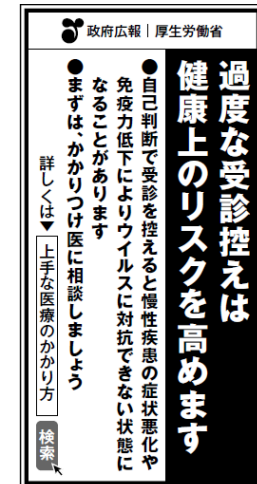 政府広報 | 厚生労働省
過度な受診控えは
健康上のリスクを高めます
●自己判断で受診を控えると慢性疾患の症状悪化や
免疫力低下によりウイルスに対抗できない状態に
なることがあります
●まずは、かかりつけ医に相談しましょう
詳しくは▼ 上手な医療のかかり方 検索